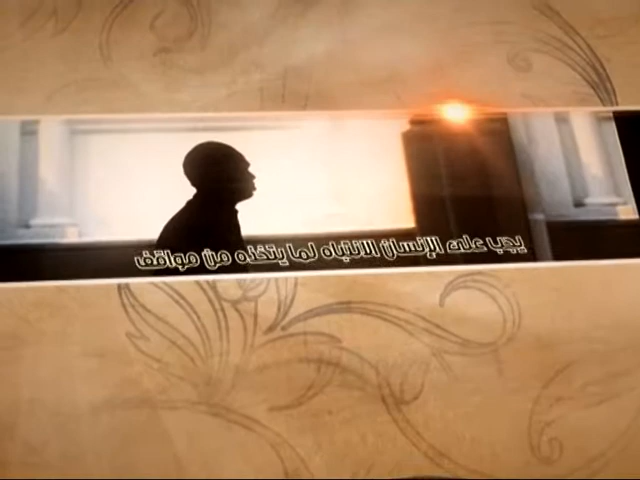 يجب على الإنسان الانتباه لما يتخذه من مواقف